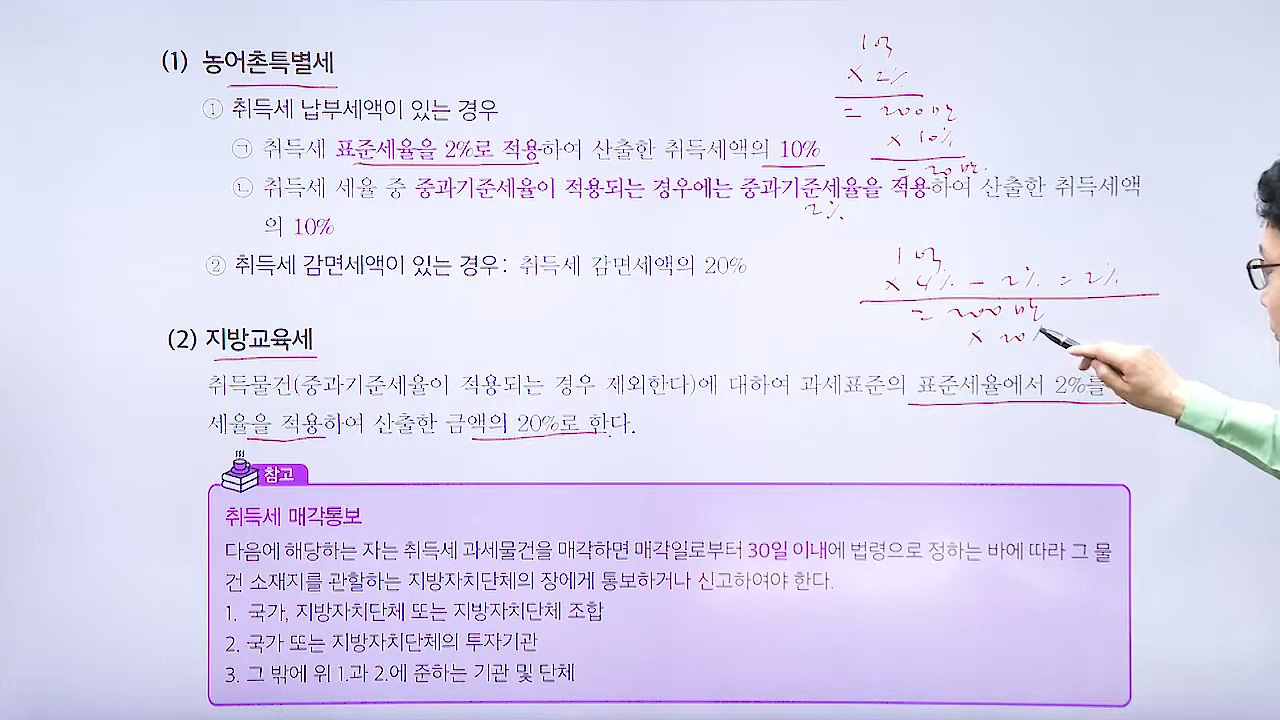 (1) 농어촌특별세
① 취득세 납부세액이 있는 경우
㉠ 취득세 표준세율을 2%로 적용하여 산출한 취득세액의 10%
㉡ 취득세 세율 중 중과기준세율이 적용되는 경우에는 중과기준세율을 적용하여 산출한 취득세액
의 10%
② 취득세 감면세액이 있는 경우: 취득세 감면세액의 20%
1억
× 2%
= 200만
× 10%
= 20만
2%
1억
× 4% - 2% = 2%
= 200만
× 20%
(2) 지방교육세
취득물건(중과기준세율이 적용되는 경우 제외한다)에 대하여 과세표준의 표준세율에서 2%를
세율을 적용하여 산출한 금액의 20%로 한다.
참고
취득세 매각통보
다음에 해당하는 자는 취득세 과세물건을 매각하면 매각일로부터 30일 이내에 법령으로 정하는 바에 따라 그 물
건 소재지를 관할하는 지방자치단체의 장에게 통보하거나 신고하여야 한다.
1. 국가, 지방자치단체 또는 지방자치단체 조합
2. 국가 또는 지방자치단체의 투자기관
3. 그 밖에 위 1.과 2.에 준하는 기관 및 단체